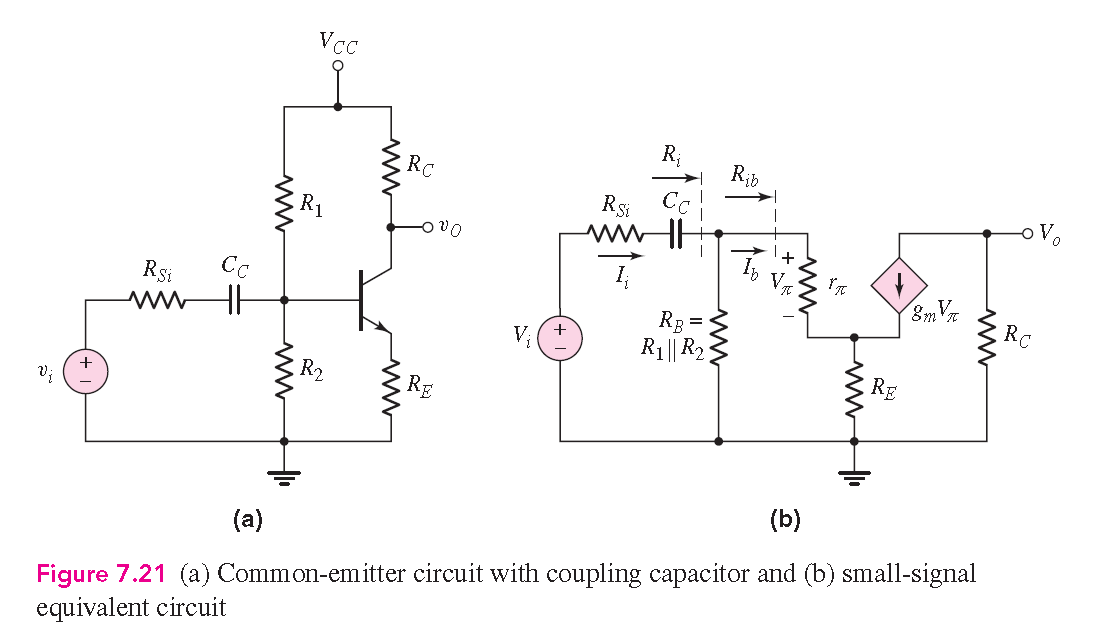 V_CC
R_C
R_1
v_O
R_Si
C_C
v_i
+
−
R_2
R_E
(a)
R_i
R_ib
R_Si
C_C
I_i
I_b
+
V_π
−
r_π
V_o
g_mV_π
V_i
+
−
R_B =
R_1 || R_2
R_C
R_E
(b)
Figure 7.21 (a) Common-emitter circuit with coupling capacitor and (b) small-signal
equivalent circuit